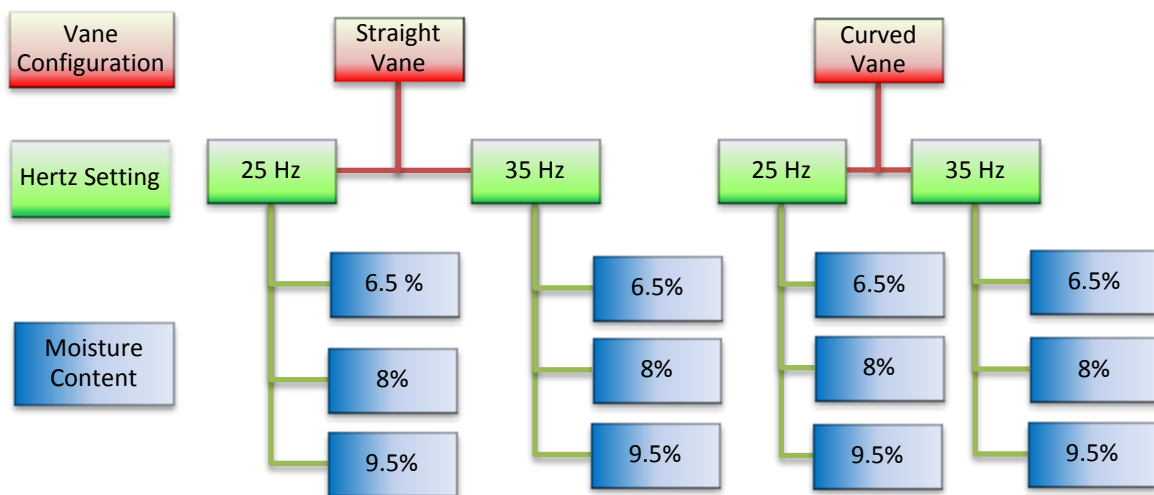 Vane
Configuration
Straight
Vane
Curved
Vane
Hertz Setting
25 Hz
35 Hz
25 Hz
35 Hz
Moisture
Content
6.5 %
6.5%
6.5%
6.5%
8%
8%
8%
8%
9.5%
9.5%
9.5%
9.5%